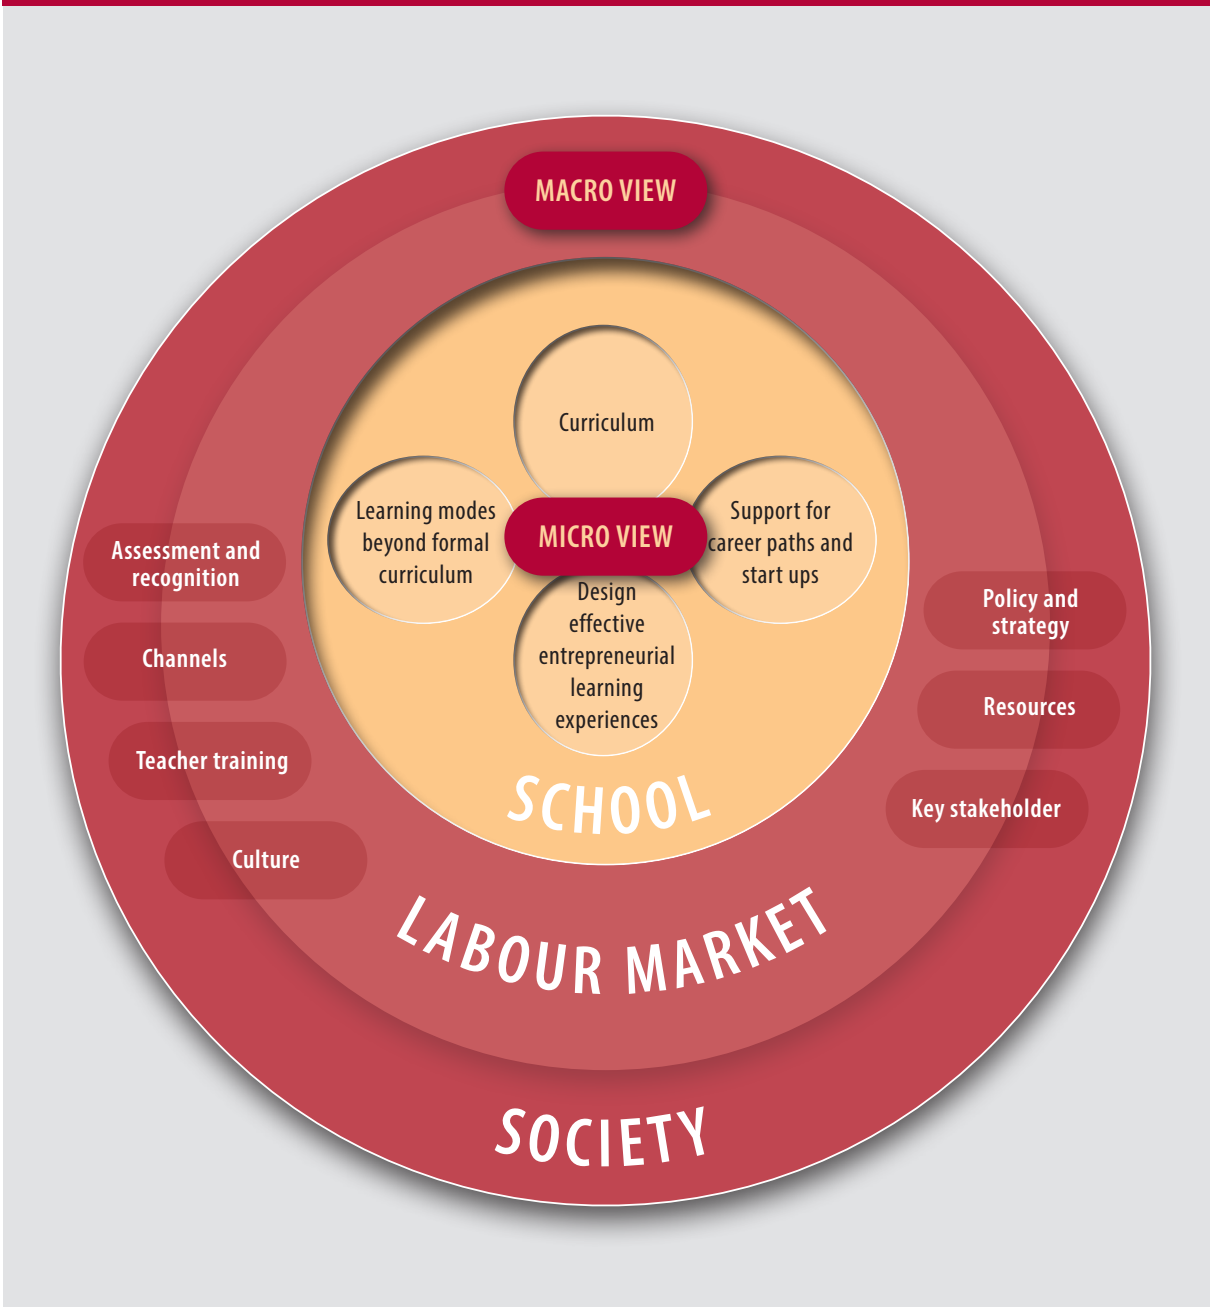 MACRO VIEW
Curriculum
Learning modes
beyond formal
curriculum
MICRO VIEW
Support for
career paths and
start ups
Design
effective
entrepreneurial
learning
experiences
Assessment and
recognition
Channels
Teacher training
Culture
Policy and
strategy
Resources
Key stakeholder
SCHOOL
LABOUR MARKET
SOCIETY